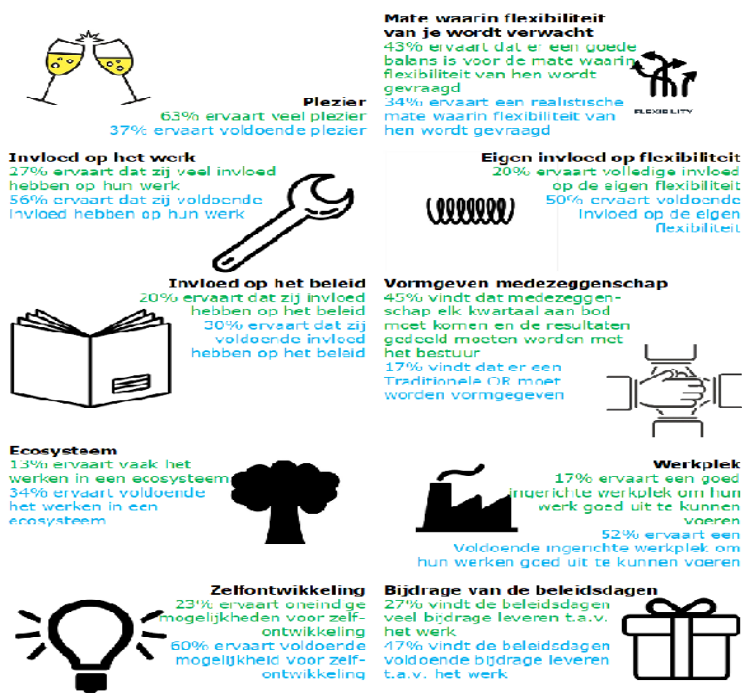 Plezier
63% ervaart veel plezier
37% ervaart voldoende plezier
Mate waarin flexibiliteit
van je wordt verwacht
43% ervaart dat er een goede
balans is voor de mate waarin
flexibiliteit van hen wordt
gevraagd
34% ervaart een realistische
mate waarin flexibiliteit van
hen wordt gevraagd
FLEXIBILITY
Invloed op het werk
27% ervaart dat zij veel invloed
hebben op hun werk
56% ervaart dat zij voldoende
invloed hebben op hun werk
Eigen invloed op flexibiliteit
20% ervaart volledige invloed
op de eigen flexibiliteit
50% ervaart voldoende
invloed op de eigen
flexibiliteit
Invloed op het beleid
20% ervaart dat zij invloed
hebben op het beleid
30% ervaart dat zij
voldoende invloed
hebben op het beleid
Vormgeven medezeggenschap
45% vindt dat medezeggen-
schap elk kwartaal aan bod
moet komen en de resultaten
gedeeld moeten worden met
het bestuur
17% vindt dat er een
Traditionele OR moet
worden vormgegeven
Ecosysteem
13% ervaart vaak het
werken in een ecosysteem
34% ervaart voldoende
het werken in een
ecosysteem
Werkplek
17% ervaart een goed
ingerichte werkplek om hun
werk goed uit te kunnen
voeren
52% ervaart een
Voldoende ingerichte werkplek om
hun werken goed uit te kunnen voeren
Zelfontwikkeling
23% ervaart oneindige
mogelijkheden voor zelf-
ontwikkeling
60% ervaart voldoende
mogelijkheid voor zelf-
ontwikkeling
Bijdrage van de beleidsdagen
27% vindt de beleidsdagen
veel bijdrage leveren t.a.v.
het werk
47% vindt de beleidsdagen
voldoende bijdrage leveren
t.a.v. het werk